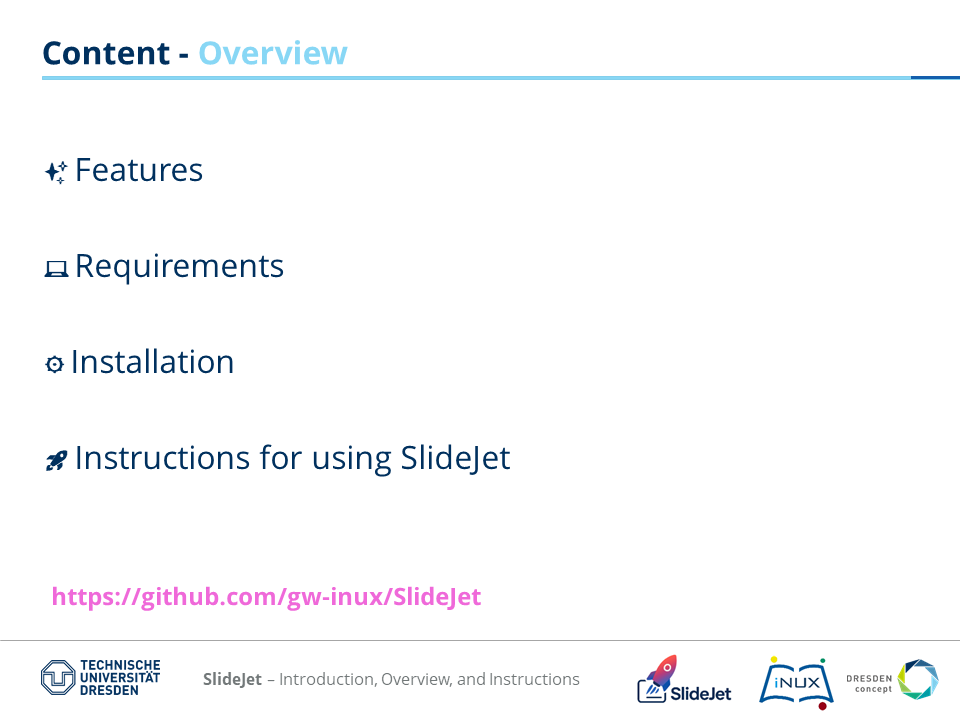 Content - Overview
Features
Requirements
Installation
Instructions for using SlideJet
https://github.com/gw-inux/SlideJet
TECHNISCHE
UNIVERSITÄT
DRESDEN
SlideJet – Introduction, Overview, and Instructions
SlideJet
iNUX
DRESDEN
concept